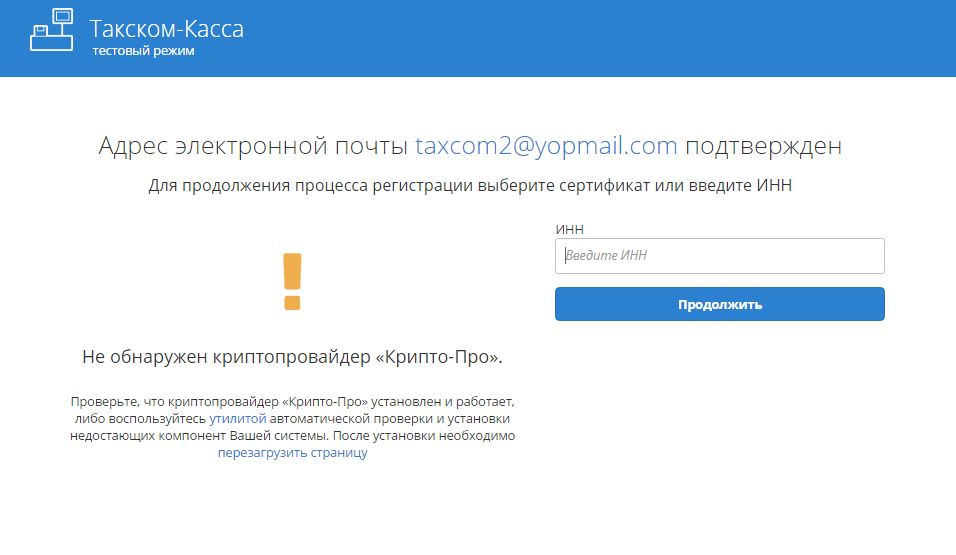 Такском-Касса
тестовый режим
Адрес электронной почты taxcom2@yopmail.com подтвержден
Для продолжения процесса регистрации выберите сертификат или введите ИНН
ИНН
Введите ИНН
Продолжить
Не обнаружен криптопровайдер «Крипто-Про».
Проверьте, что криптопровайдер «Крипто-Про» установлен и работает,
либо воспользуйтесь утилитой автоматической проверки и установки
недостающих компонент Вашей системы. После установки необходимо
перезагрузить страницу